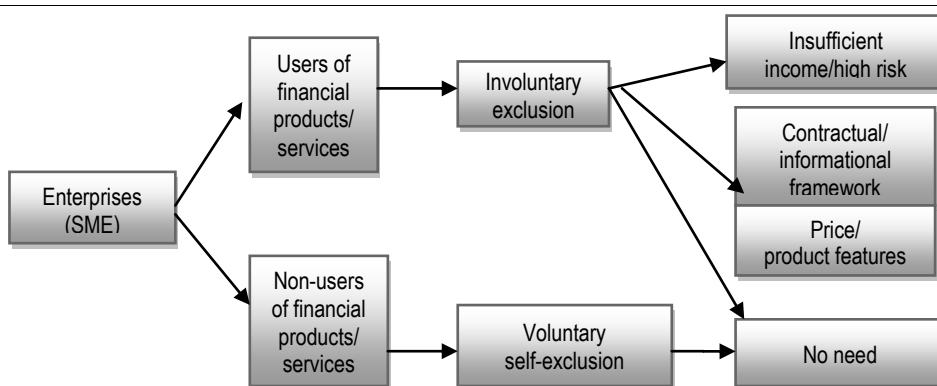 Enterprises
(SME)
Users of
financial
products/
services
Non-users
of financial
products/
services
Involuntary
exclusion
Voluntary
self-exclusion
Insufficient
income/high risk
Contractual/
informational
framework
Price/
product features
No need